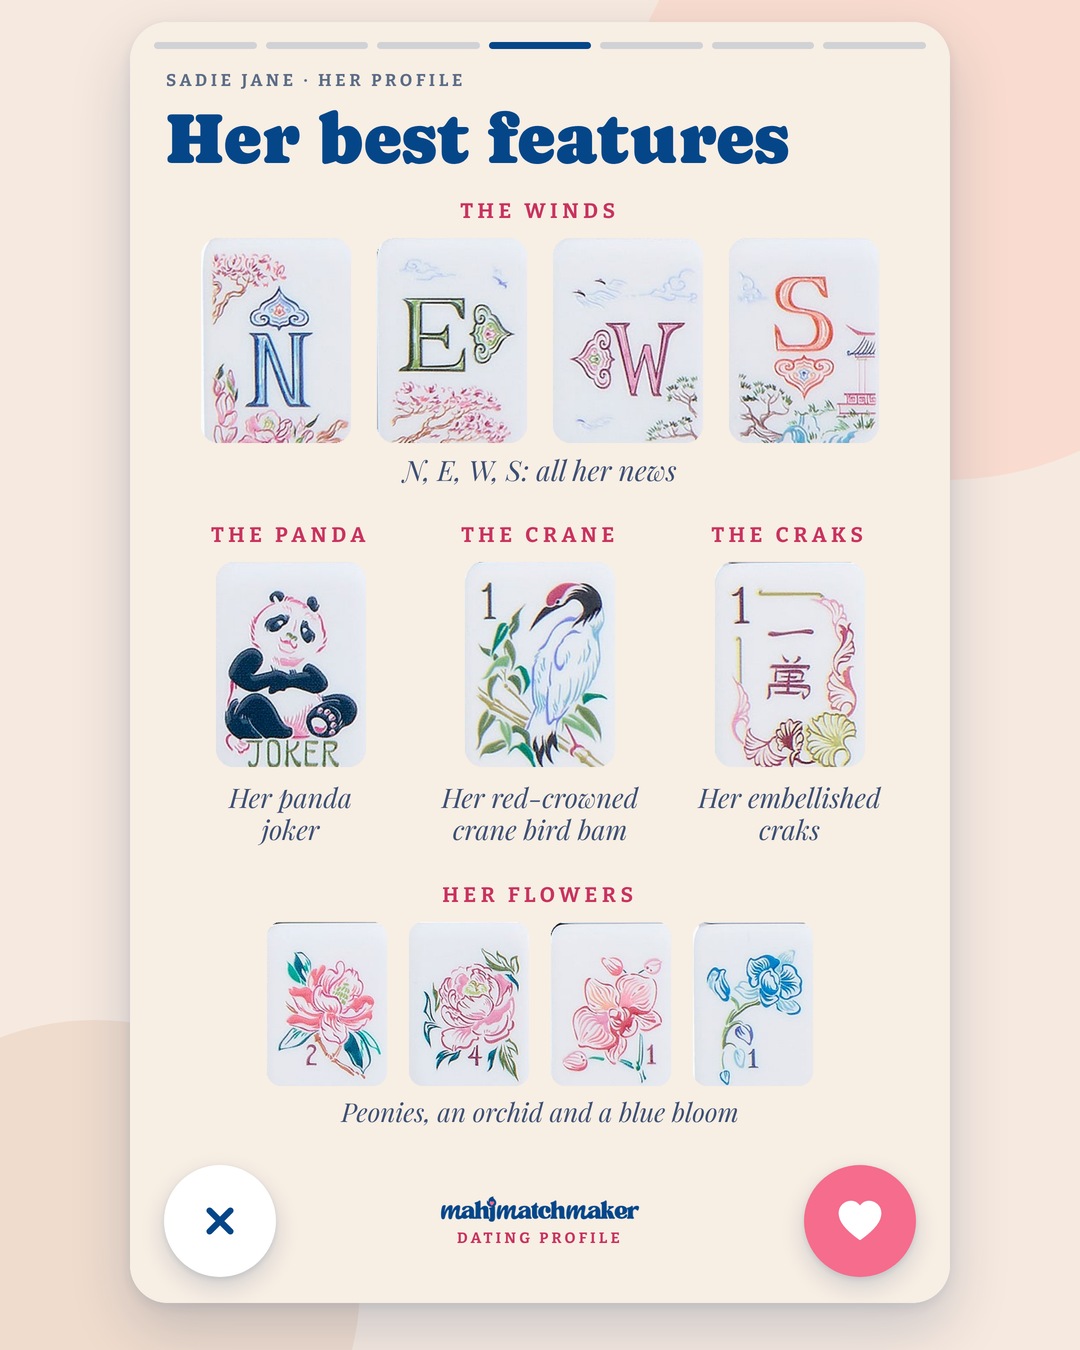 SADIE JANE · HER PROFILE
Her best features
THE WINDS
N E W S
N, E, W, S: all her news
THE PANDA THE CRANE THE CRAKS
JOKER
1
1
一
萬
Her panda
joker
Her red-crowned
crane bird bam
Her embellished
craks
HER FLOWERS
2 4 1 1
Peonies, an orchid and a blue bloom
mahjmatchmaker
DATING PROFILE